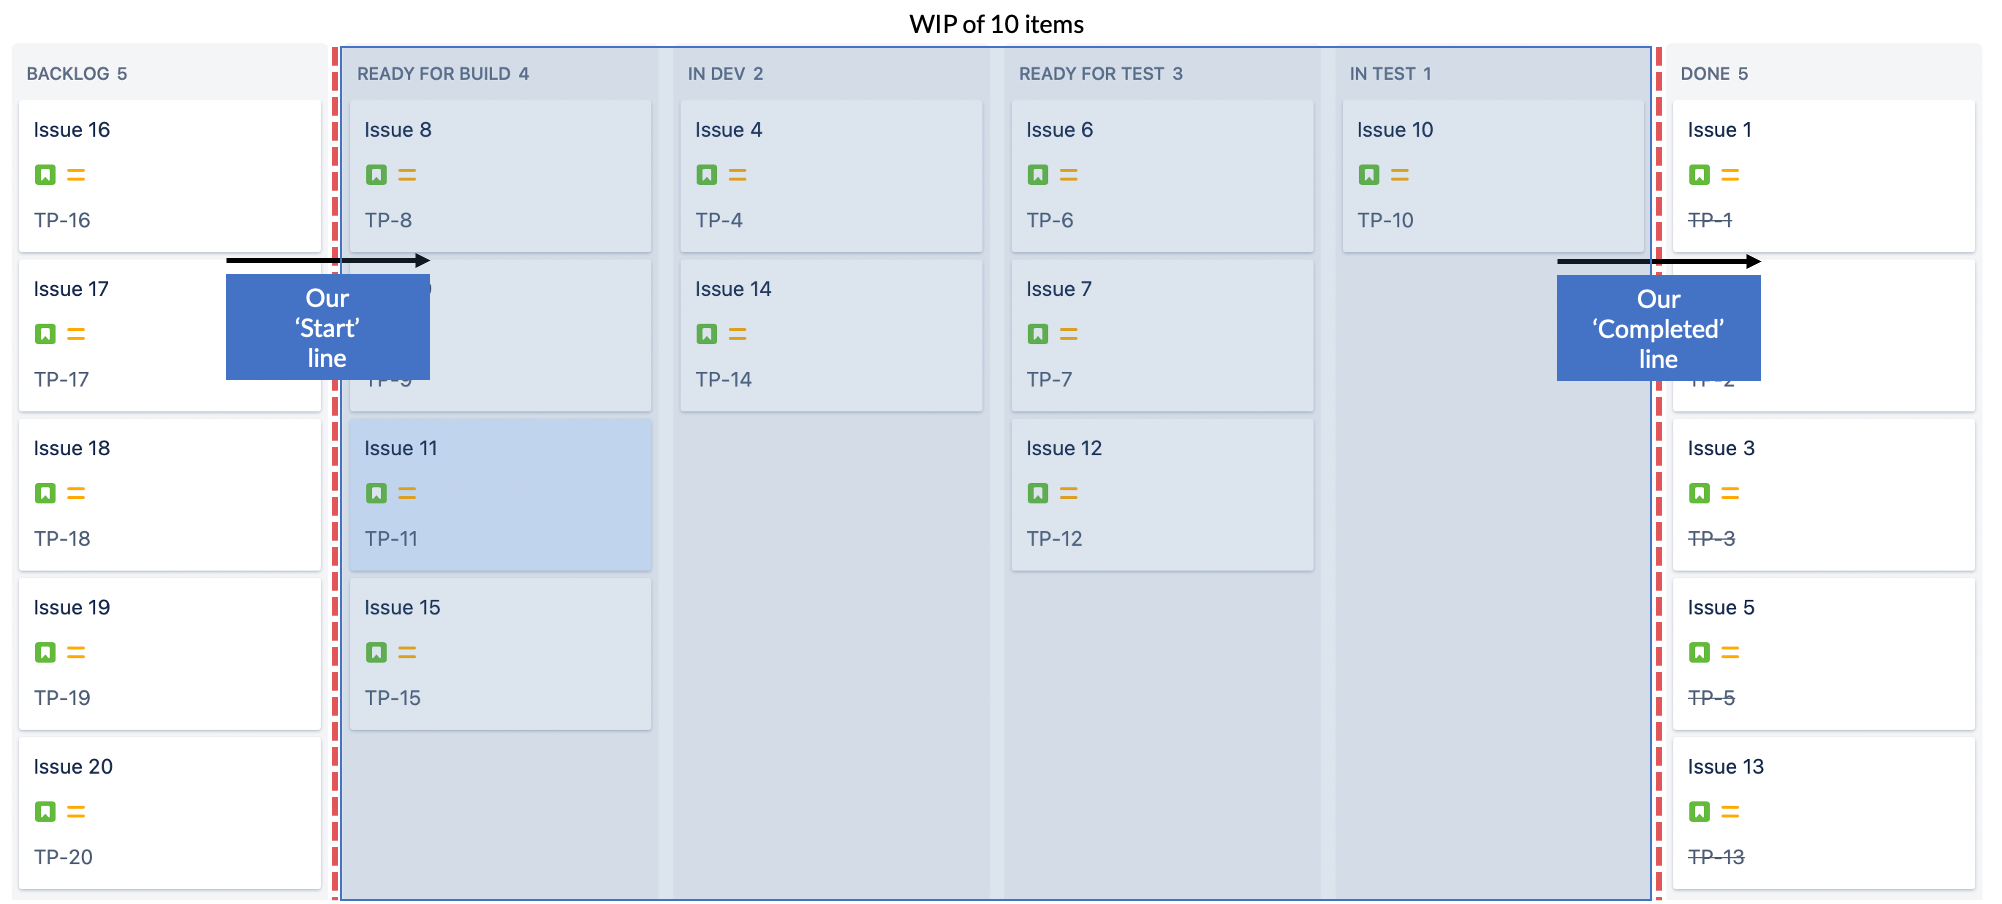 WIP of 10 items
BACKLOG 5
Issue 16
TP-16
Issue 17
TP-17
Issue 18
TP-18
Issue 19
TP-19
Issue 20
TP-20
Our
‘Start’
line
READY FOR BUILD 4
Issue 8
TP-8
TP-9
Issue 11
TP-11
Issue 15
TP-15
IN DEV 2
Issue 4
TP-4
Issue 14
TP-14
READY FOR TEST 3
Issue 6
TP-6
Issue 7
TP-7
Issue 12
TP-12
IN TEST 1
Issue 10
TP-10
Our
‘Completed’
line
DONE 5
Issue 1
TP-1
TP-2
Issue 3
TP-3
Issue 5
TP-5
Issue 13
TP-13